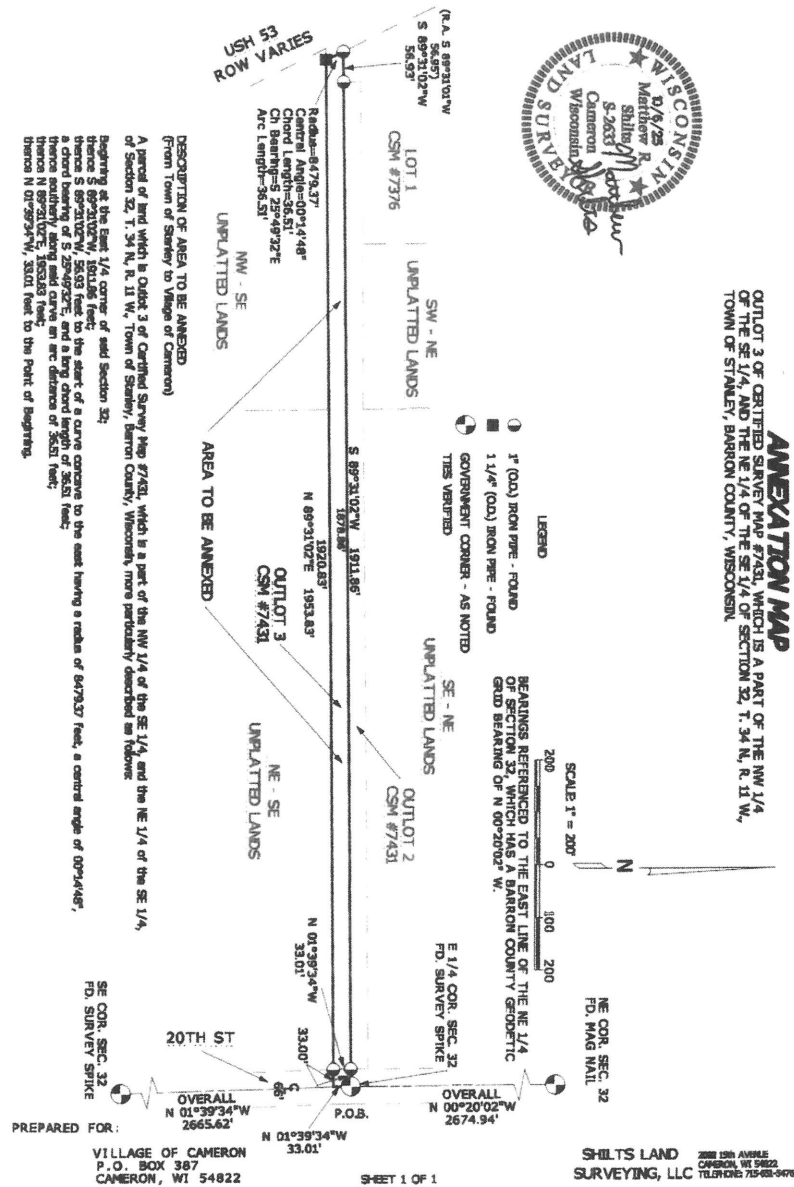 ANNEXATION MAP
OUTLOT 3 OF CERTIFIED SURVEY MAP #7431, WHICH IS A PART OF THE NW 1/4
OF THE SE 1/4, AND THE NE 1/4 OF THE SE 1/4 OF SECTION 32, T. 34 N., R. 11 W.,
TOWN OF STANLEY, BARRON COUNTY, WISCONSIN.
WISCONSIN
Matthew R.
Shilts
S-2633
Cameron
Wisconsin
LAND SURVEYOR
Matthew Shilts
LEGEND
1" (O.D.) IRON PIPE - FOUND
1 1/4" (O.D.) IRON PIPE - FOUND
GOVERNMENT CORNER - AS NOTED
TIES VERIFIED
SCALE: 1" = 200'
200
0
100
200
N
BEARINGS REFERENCED TO THE EAST LINE OF THE NE 1/4
OF SECTION 32, WHICH HAS A BARRON COUNTY GEODETIC
GRID BEARING OF N 00°20'02" W.
NE COR. SEC. 32
FD. MAG NAIL
(R.A. S 89°31'01"W
56.95')
S 89°31'02"W
56.93'
LOT 1
CSM #7376
SW - NE
UNPLATTED LANDS
SE - NE
UNPLATTED LANDS
OUTLOT 2
CSM #7431
E 1/4 COR. SEC. 32
FD. SURVEY SPIKE
OVERALL
N 00°20'02"W
2674.94'
P.O.B.
USH 53
ROW VARIES
S 89°31'02"W 1911.86'
1878.86'
N 89°31'02"E 1953.83'
1920.83'
OUTLOT 3
CSM #7431
N 01°39'34"W
33.01'
33.00'
N 01°39'34"W
33.01'
Radius=8479.37'
Central Angle=00°14'48"
Chord Length=36.51'
Ch Bearing=S 25°49'32"E
Arc Length=36.51'
NW - SE
UNPLATTED LANDS
AREA TO BE ANNEXED
NE - SE
UNPLATTED LANDS
20TH ST
66'
OVERALL
N 01°39'34"W
2665.62'
SE COR. SEC. 32
FD. SURVEY SPIKE
DESCRIPTION OF AREA TO BE ANNEXED
(From Town of Stanley to Village of Cameron)
A parcel of land which is Outlot 3 of Certified Survey Map #7431, which is a part of the NW 1/4 of the SE 1/4, and the NE 1/4 of the SE 1/4,
of Section 32, T. 34 N., R. 11 W., Town of Stanley, Barron County, Wisconsin, more particularly described as follows:
Beginning at the East 1/4 corner of said Section 32;
thence S 89°31'02"W, 1911.86 feet;
thence S 89°31'02"W, 56.93 feet to the start of a curve concave to the east having a radius of 8479.37 feet, a central angle of 00°14'48",
a chord bearing of S 25°49'32"E, and a long chord length of 36.51 feet;
thence southerly along said curve an arc distance of 36.51 feet;
thence N 89°31'02"E, 1953.83 feet;
thence N 01°39'34"W, 33.01 feet to the Point of Beginning.
PREPARED FOR:
VILLAGE OF CAMERON
P.O. BOX 387
CAMERON, WI 54822
SHEET 1 OF 1
SHILTS LAND
SURVEYING, LLC
AVENUE
CAMERON, WI 54822